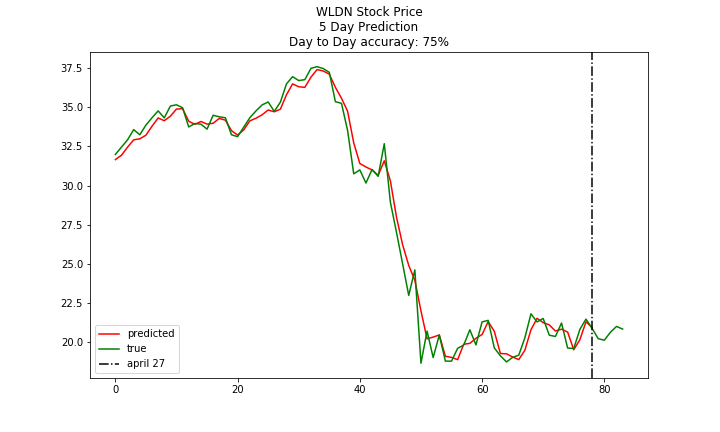 WLDN Stock Price
5 Day Prediction
Day to Day accuracy: 75%
37.5
35.0
32.5
30.0
27.5
25.0
22.5
20.0
predicted
true
april 27
0
20
40
60
80